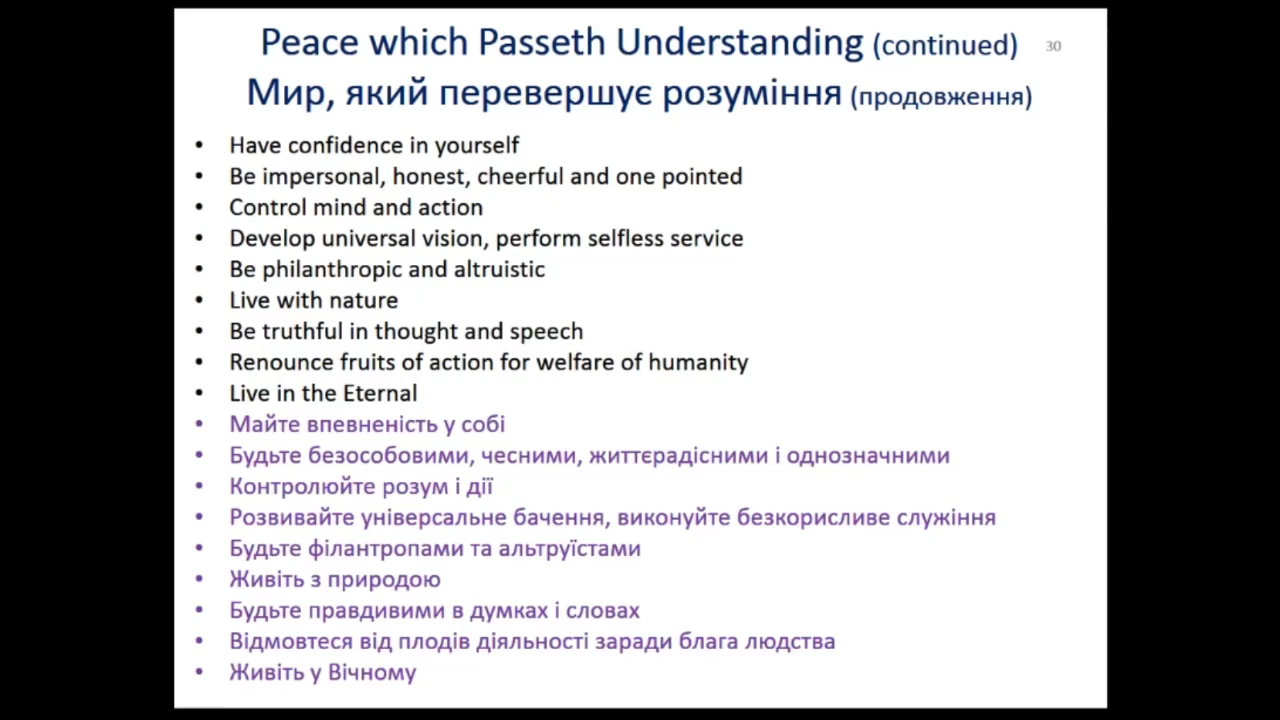 Peace which Passeth Understanding (continued)
30
Мир, який перевершує розуміння (продовження)
• Have confidence in yourself
• Be impersonal, honest, cheerful and one pointed
• Control mind and action
• Develop universal vision, perform selfless service
• Be philanthropic and altruistic
• Live with nature
• Be truthful in thought and speech
• Renounce fruits of action for welfare of humanity
• Live in the Eternal
• Майте впевненість у собі
• Будьте безособовими, чесними, життєрадісними і однозначними
• Контролюйте розум і дії
• Розвивайте універсальне бачення, виконуйте безкорисливе служіння
• Будьте філантропами та альтруїстами
• Живіть з природою
• Будьте правдивими в думках і словах
• Відмовтеся від плодів діяльності заради блага людства
• Живіть у Вічному